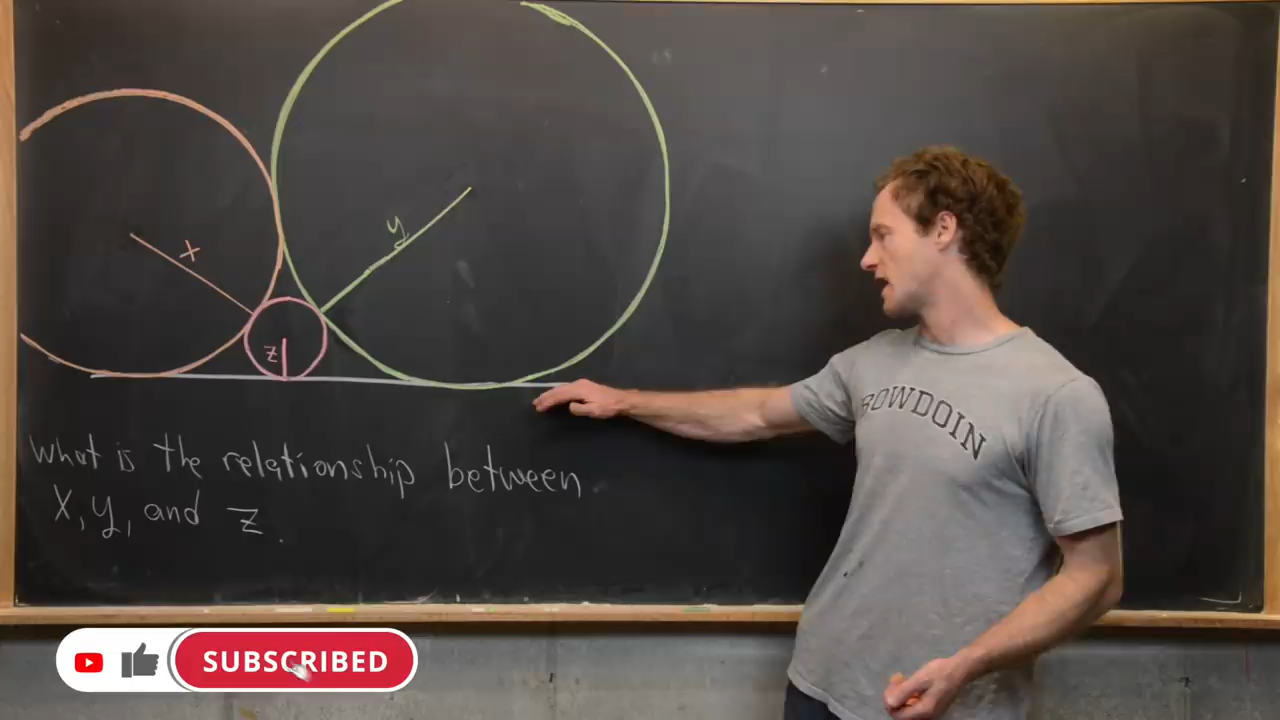 x
y
z
BOWDOIN
What is the relationship between
x, y, and z.
SUBSCRIBED